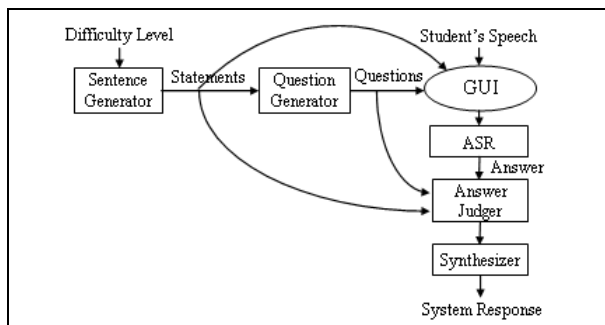 Difficulty Level
Student's Speech
Sentence
Generator
Statements
Question
Generator
Questions
GUI
ASR
Answer
Answer
Judger
Synthesizer
System Response